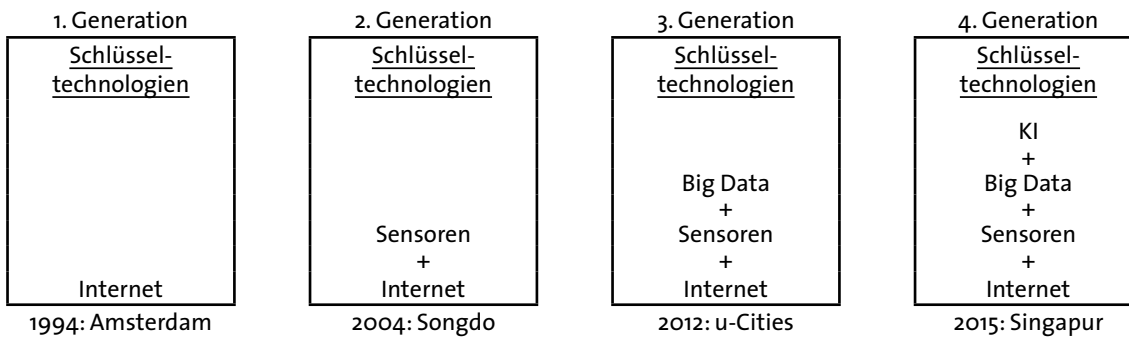 1. Generation
Schlüssel-
technologien
Internet
1994: Amsterdam
2. Generation
Schlüssel-
technologien
Sensoren
+
Internet
2004: Songdo
3. Generation
Schlüssel-
technologien
Big Data
+
Sensoren
+
Internet
2012: u-Cities
4. Generation
Schlüssel-
technologien
KI
+
Big Data
+
Sensoren
+
Internet
2015: Singapur